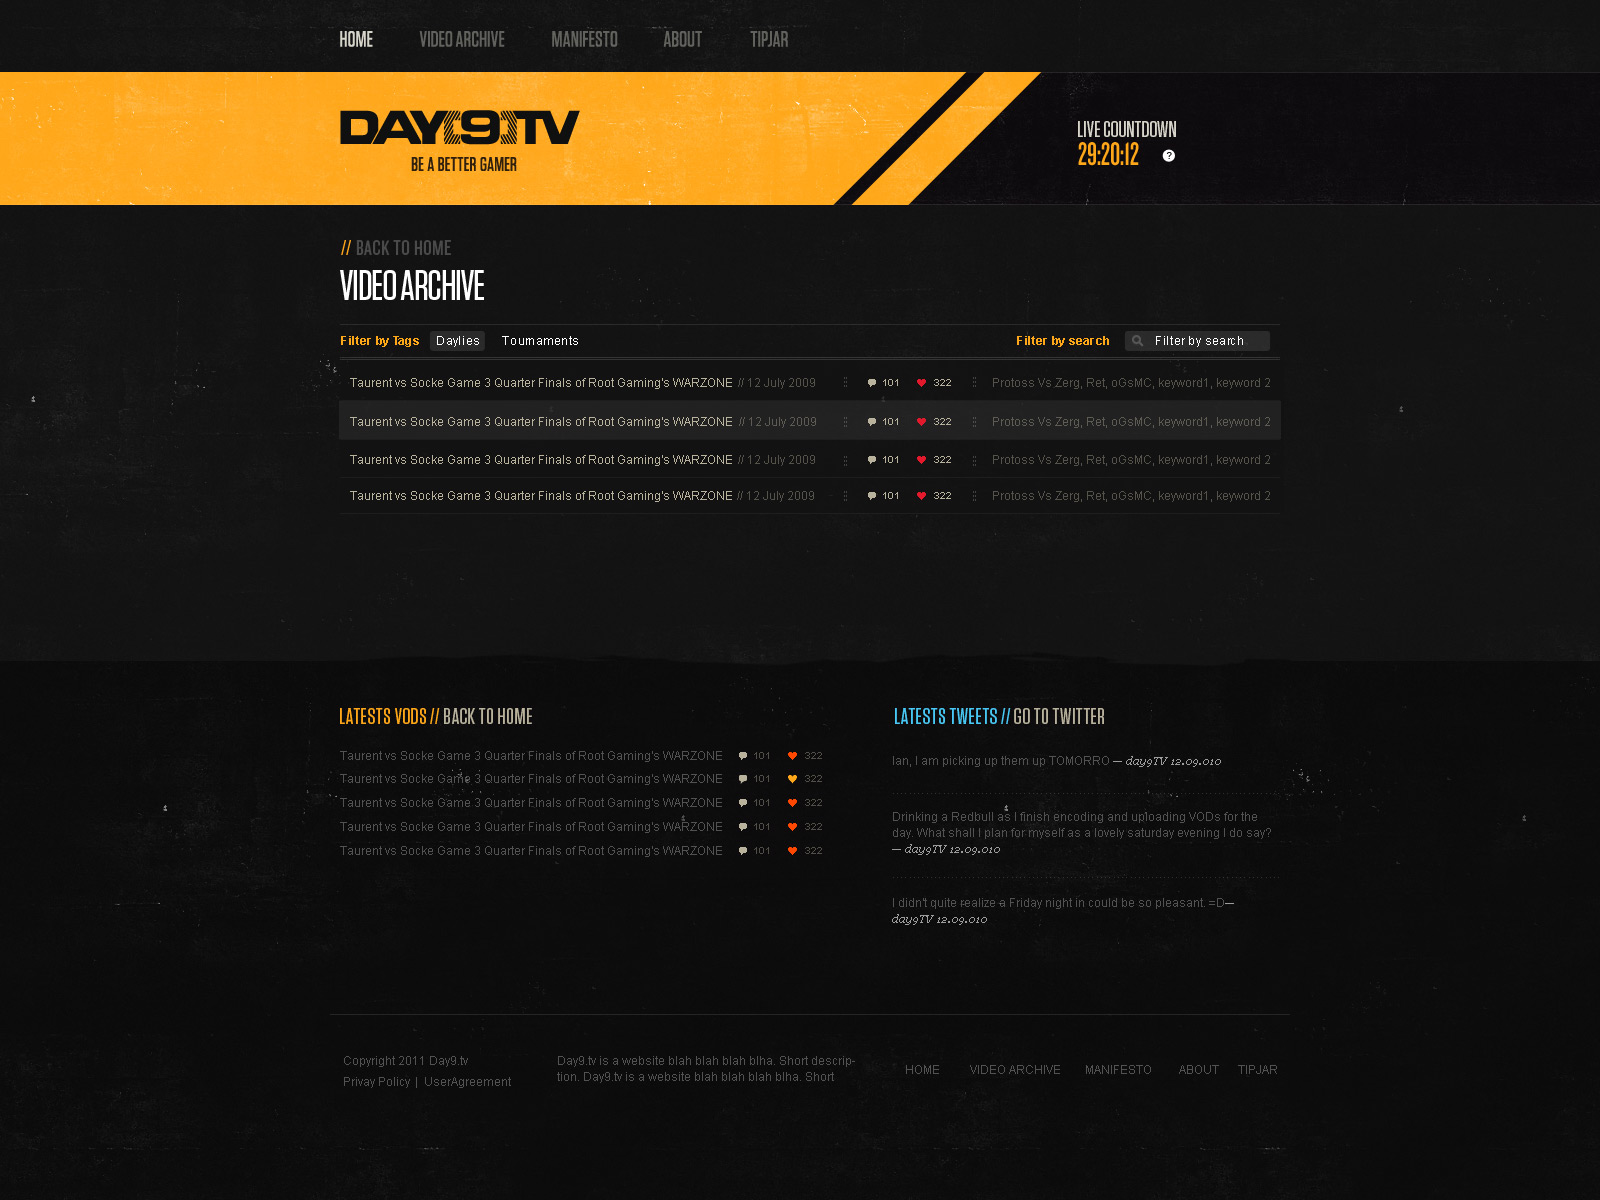 HOME VIDEO ARCHIVE MANIFESTO ABOUT TIPJAR
DAY[9]TV
BE A BETTER GAMER
LIVE COUNTDOWN
29:20:12 ?
// BACK TO HOME
VIDEO ARCHIVE
Filter by Tags Daylies Tournaments Filter by search Filter by search
Taurent vs Socke Game 3 Quarter Finals of Root Gaming's WARZONE // 12 July 2009 101 322 Protoss Vs Zerg, Ret, oGsMC, keyword1, keyword 2
Taurent vs Socke Game 3 Quarter Finals of Root Gaming's WARZONE // 12 July 2009 101 322 Protoss Vs Zerg, Ret, oGsMC, keyword1, keyword 2
Taurent vs Socke Game 3 Quarter Finals of Root Gaming's WARZONE // 12 July 2009 101 322 Protoss Vs Zerg, Ret, oGsMC, keyword1, keyword 2
Taurent vs Socke Game 3 Quarter Finals of Root Gaming's WARZONE // 12 July 2009 101 322 Protoss Vs Zerg, Ret, oGsMC, keyword1, keyword 2
LATESTS VODS // BACK TO HOME
Taurent vs Socke Game 3 Quarter Finals of Root Gaming's WARZONE 101 322
Taurent vs Socke Game 3 Quarter Finals of Root Gaming's WARZONE 101 322
Taurent vs Socke Game 3 Quarter Finals of Root Gaming's WARZONE 101 322
Taurent vs Socke Game 3 Quarter Finals of Root Gaming's WARZONE 101 322
Taurent vs Socke Game 3 Quarter Finals of Root Gaming's WARZONE 101 322
LATESTS TWEETS // GO TO TWITTER
Ian, I am picking up them up TOMORRO — day9TV 12.09.010
Drinking a Redbull as I finish encoding and uploading VODs for the
day. What shall I plan for myself as a lovely saturday evening I do say?
— day9TV 12.09.010
I didn't quite realize a Friday night in could be so pleasant. =D—
day9TV 12.09.010
Copyright 2011 Day9.tv
Privay Policy | UserAgreement
Day9.tv is a website blah blah blah blha. Short descrip-
tion. Day9.tv is a website blah blah blah blha. Short
HOME VIDEO ARCHIVE MANIFESTO ABOUT TIPJAR